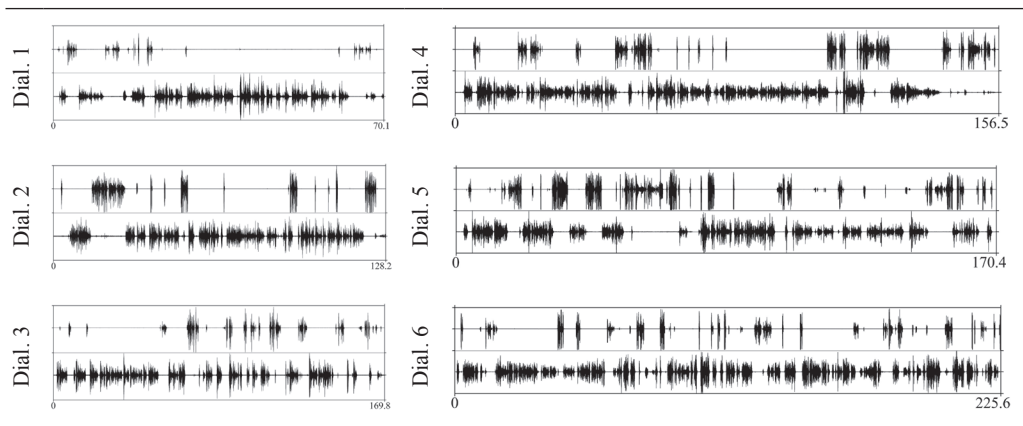 Dial. 1
0 70.1
Dial. 2
0 128.2
Dial. 3
0 169.8
Dial. 4
0 156.5
Dial. 5
0 170.4
Dial. 6
0 225.6